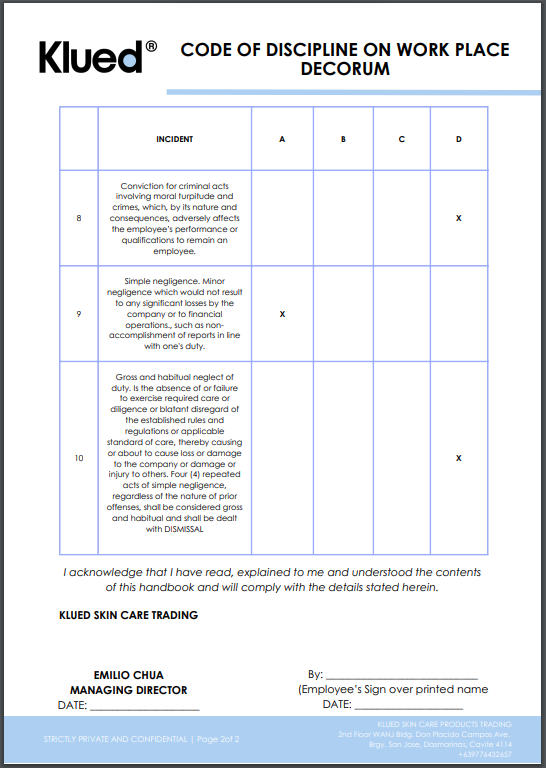 Klued®
CODE OF DISCIPLINE ON WORK PLACE
DECORUM
INCIDENT A B C D
8
Conviction for criminal acts
involving moral turpitude and
crimes, which, by its nature and
consequences, adversely affects
the employee's performance or
qualifications to remain an
employee.
X
9
Simple negligence. Minor
negligence which would not result
to any significant losses by the
company or to financial
operations., such as non-
accomplishment of reports in line
with one's duty.
X
10
Gross and habitual neglect of
duty. Is the absence of or failure
to exercise required care or
diligence or blatant disregard of
the established rules and
regulations or applicable
standard of care, thereby causing
or about to cause loss or damage
to the company or damage or
injury to others. Four (4) repeated
acts of simple negligence,
regardless of the nature of prior
offenses, shall be considered gross
and habitual and shall be dealt
with DISMISSAL
X
I acknowledge that I have read, explained to me and understood the contents
of this handbook and will comply with the details stated herein.
KLUED SKIN CARE TRADING
EMILIO CHUA
MANAGING DIRECTOR
DATE: ____________________
By: ____________________________
(Employee's Sign over printed name
DATE: ____________________
STRICTLY PRIVATE AND CONFIDENTIAL | Page 2of 2
KLUED SKIN CARE PRODUCTS TRADING
2nd Floor WANJ Bldg. Don Placido Campos Ave.
Brgy. San Jose, Dasmarinas, Cavite 4114
+639776432657